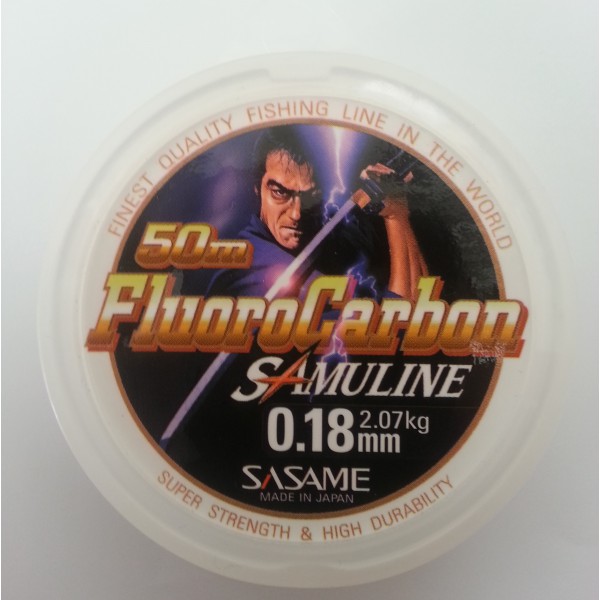 FINEST QUALITY FISHING LINE IN THE WORLD
50m
FluoroCarbon
SAMULINE
0.18mm 2.07kg
SASAME
MADE IN JAPAN
SUPER STRENGTH & HIGH DURABILITY